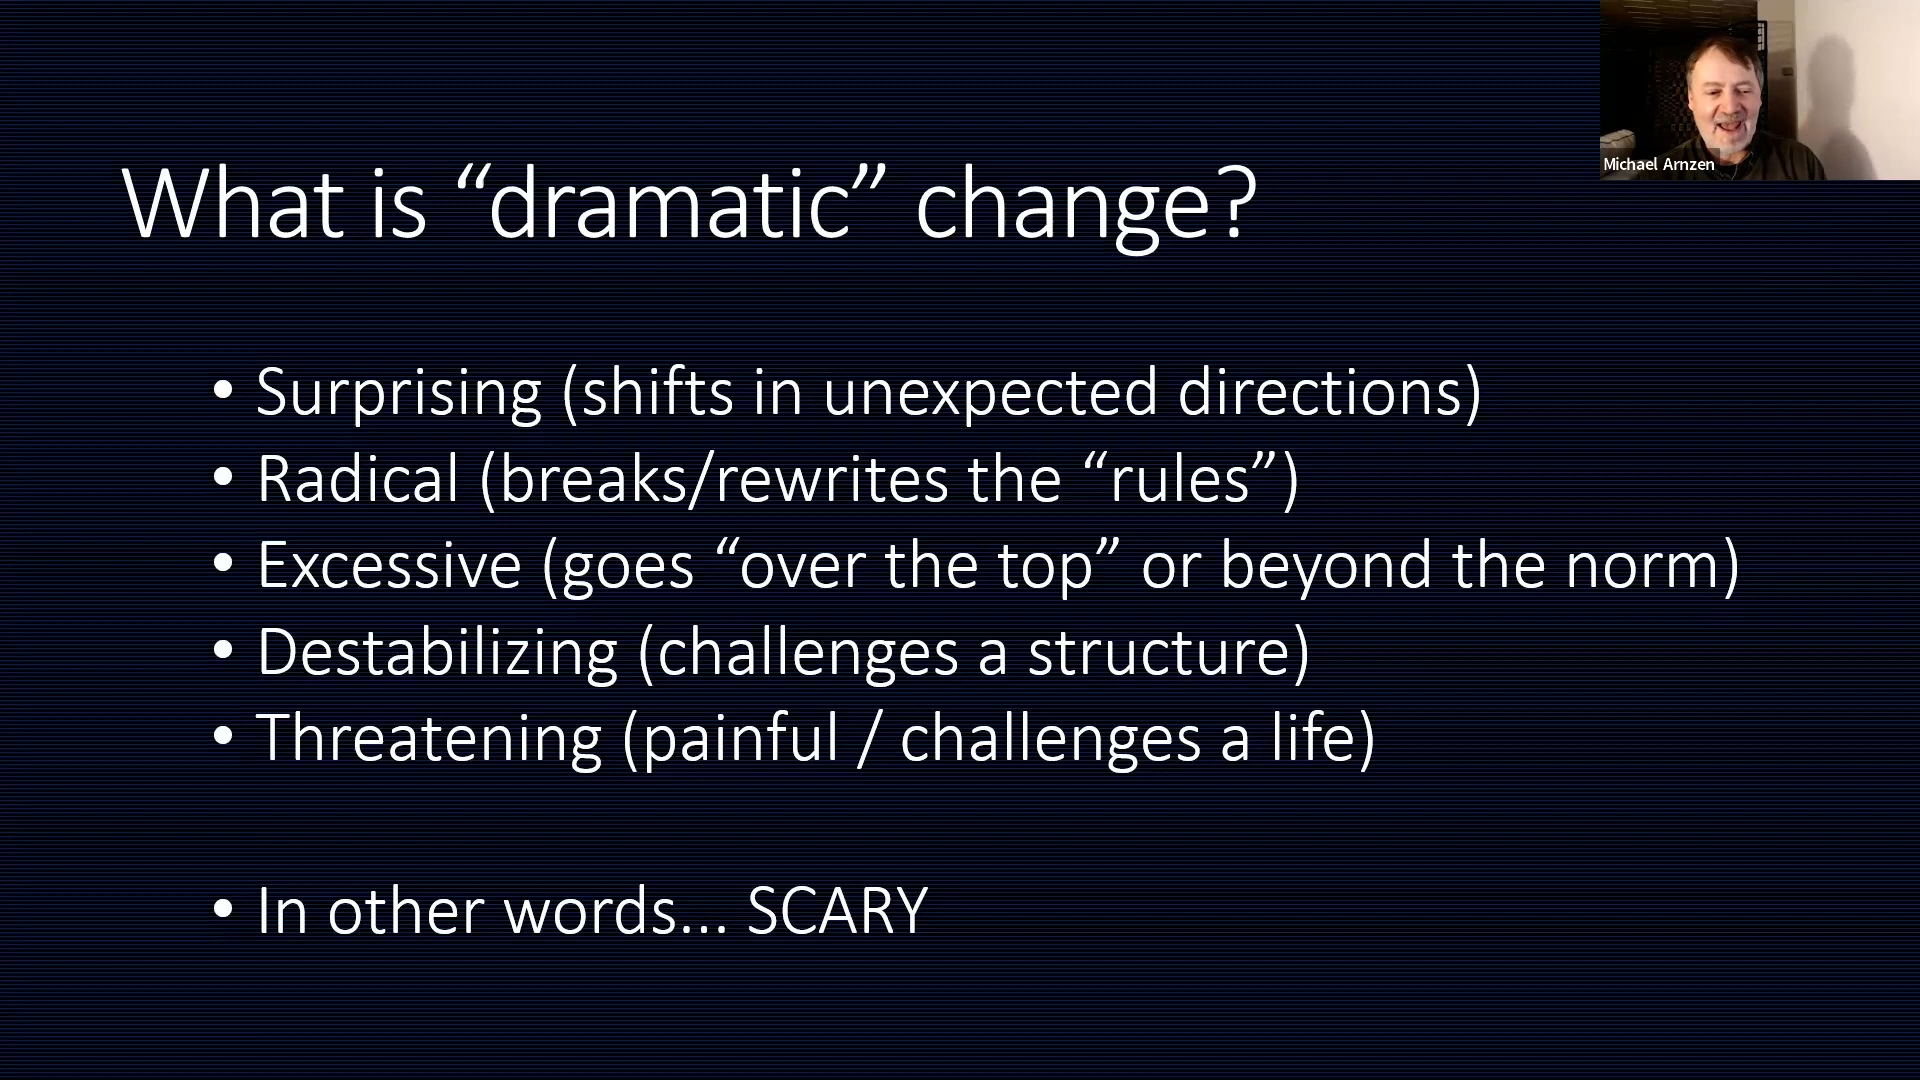 Michael Arnzen
What is “dramatic” change?
• Surprising (shifts in unexpected directions)
• Radical (breaks/rewrites the “rules”)
• Excessive (goes “over the top” or beyond the norm)
• Destabilizing (challenges a structure)
• Threatening (painful / challenges a life)
• In other words... SCARY